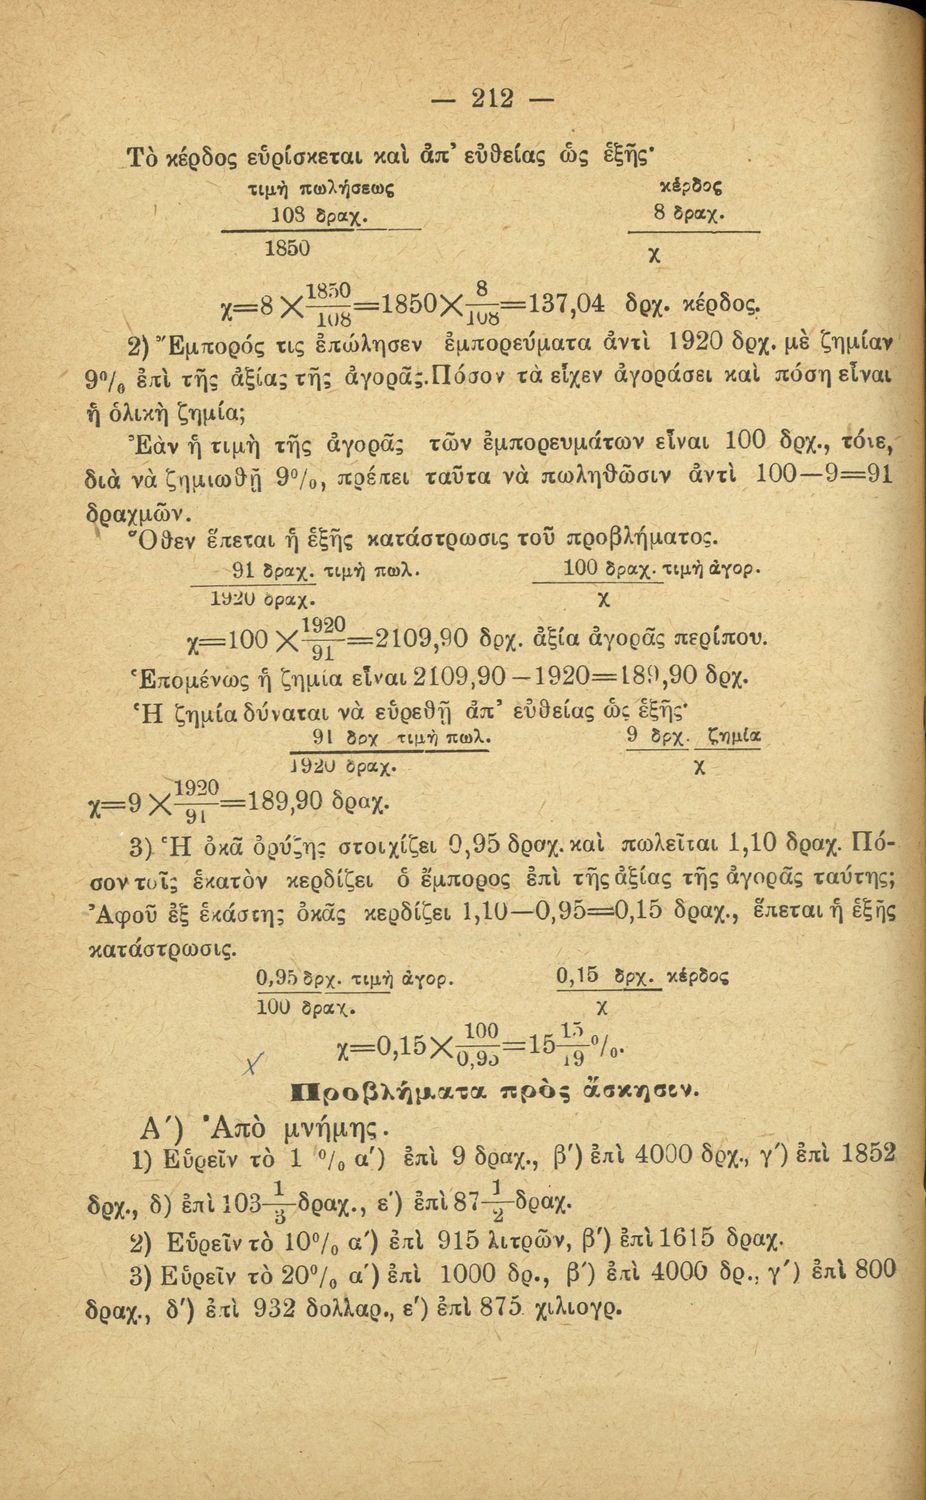 — 212 —
Τὸ κέρδος εὑρίσκεται καὶ ἀπ' εὐθείας ὡς ἑξῆς·
τιμὴ πωλήσεως κέρδος
108 δραχ. 8 δραχ.
1850 χ
χ=8×1850/108=1850×8/108=137,04 δρχ. κέρδος.
2) Ἔμπορός τις ἐπώλησεν ἐμπορεύματα ἀντὶ 1920 δρχ. μὲ ζημίαν
9% ἐπὶ τῆς ἀξίας τῆς ἀγορᾶς. Πόσον τὰ εἶχεν ἀγοράσει καὶ πόση εἶναι
ἡ ὁλικὴ ζημία;
Ἐὰν ἡ τιμὴ τῆς ἀγορᾶς τῶν ἐμπορευμάτων εἶναι 100 δρχ., τότε,
διὰ νὰ ζημιωθῇ 9%, πρέπει ταῦτα νὰ πωληθῶσιν ἀντὶ 100—9=91
δραχμῶν.
Ὅθεν ἕπεται ἡ ἑξῆς κατάστρωσις τοῦ προβλήματος.
91 δραχ. τιμὴ πωλ. 100 δραχ. τιμὴ ἀγορ.
1920 δραχ. χ
χ=100×1920/91=2109,90 δρχ. ἀξία ἀγορᾶς περίπου.
Ἑπομένως ἡ ζημία εἶναι 2109,90—1920=189,90 δρχ.
Ἡ ζημία δύναται νὰ εὑρεθῇ ἀπ' εὐθείας ὡς ἑξῆς·
91 δρχ τιμὴ πωλ. 9 δρχ. ζημία
1920 δραχ. χ
χ=9×1920/91=189,90 δραχ.
3) Ἡ ὀκᾶ ὀρύζης στοιχίζει 0,95 δραχ. καὶ πωλεῖται 1,10 δραχ. Πό-
σον τοῖς ἑκατὸν κερδίζει ὁ ἔμπορος ἐπὶ τῆς ἀξίας τῆς ἀγορᾶς ταύτης;
Ἀφοῦ ἐξ ἑκάστης ὀκᾶς κερδίζει 1,10—0,95=0,15 δραχ., ἕπεται ἡ ἑξῆς
κατάστρωσις.
0,95 δρχ. τιμὴ ἀγορ. 0,15 δρχ. κέρδος
100 δραχ. χ
χ=0,15×100/0,95=15 15/19%.
Προβλήματα πρὸς ἄσκησιν.
Α') Ἀπὸ μνήμης.
1) Εὑρεῖν τὸ 1 % α') ἐπὶ 9 δραχ., β') ἐπὶ 4000 δρχ., γ') ἐπὶ 1852
δρχ., δ) ἐπὶ 103 1/3 δραχ., ε') ἐπὶ 87 1/2 δραχ.
2) Εὑρεῖν τὸ 10% α') ἐπὶ 915 λιτρῶν, β') ἐπὶ 1615 δραχ.
3) Εὑρεῖν τὸ 20% α') ἐπὶ 1000 δρ., β') ἐπὶ 4000 δρ., γ') ἐπὶ 800
δραχ., δ') ἐπὶ 932 δολλαρ., ε') ἐπὶ 875 χιλιογρ.